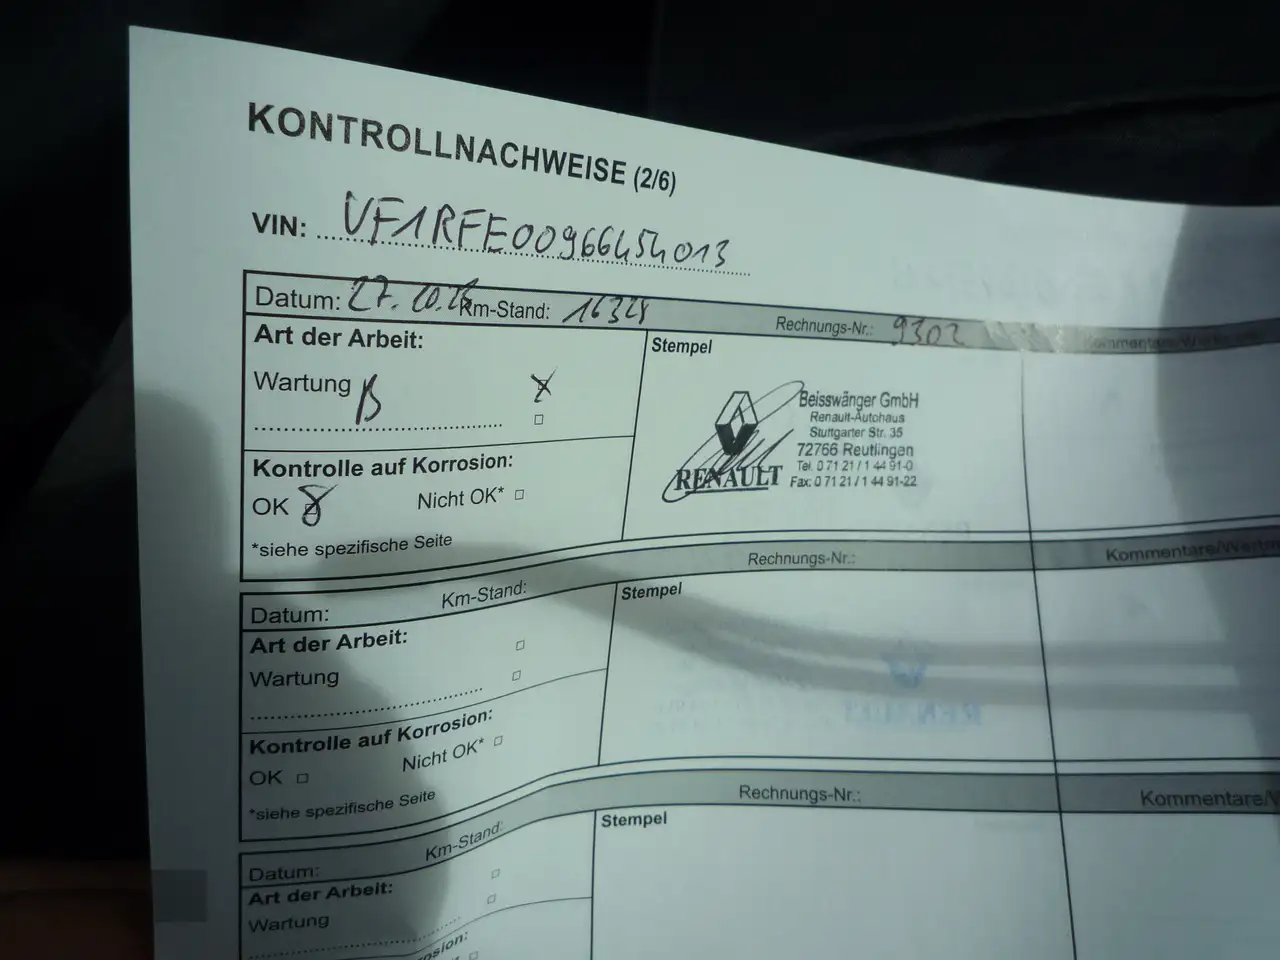 KONTROLLNACHWEISE (2/6)
VIN: VF1RFE00966454013
Datum: 27.10. Km-Stand: 16328 Rechnungs-Nr.: 9302 Kommentare/
Art der Arbeit:
Wartung B
Kontrolle auf Korrosion:
OK Nicht OK*
*siehe spezifische Seite
Stempel
RENAULT
Beisswänger GmbH
Renault-Autohaus
Stuttgarter Str. 35
72766 Reutlingen
Tel. 0 71 21 / 1 44 91-0
Fax: 0 71 21 / 1 44 91-22
Datum: Km-Stand: Rechnungs-Nr.: Kommentare/
Art der Arbeit:
Wartung
Kontrolle auf Korrosion:
OK Nicht OK*
*siehe spezifische Seite
Stempel
RENAULT
Datum: Km-Stand: Rechnungs-Nr.: Kommentare/
Art der Arbeit:
Wartung
Stempel